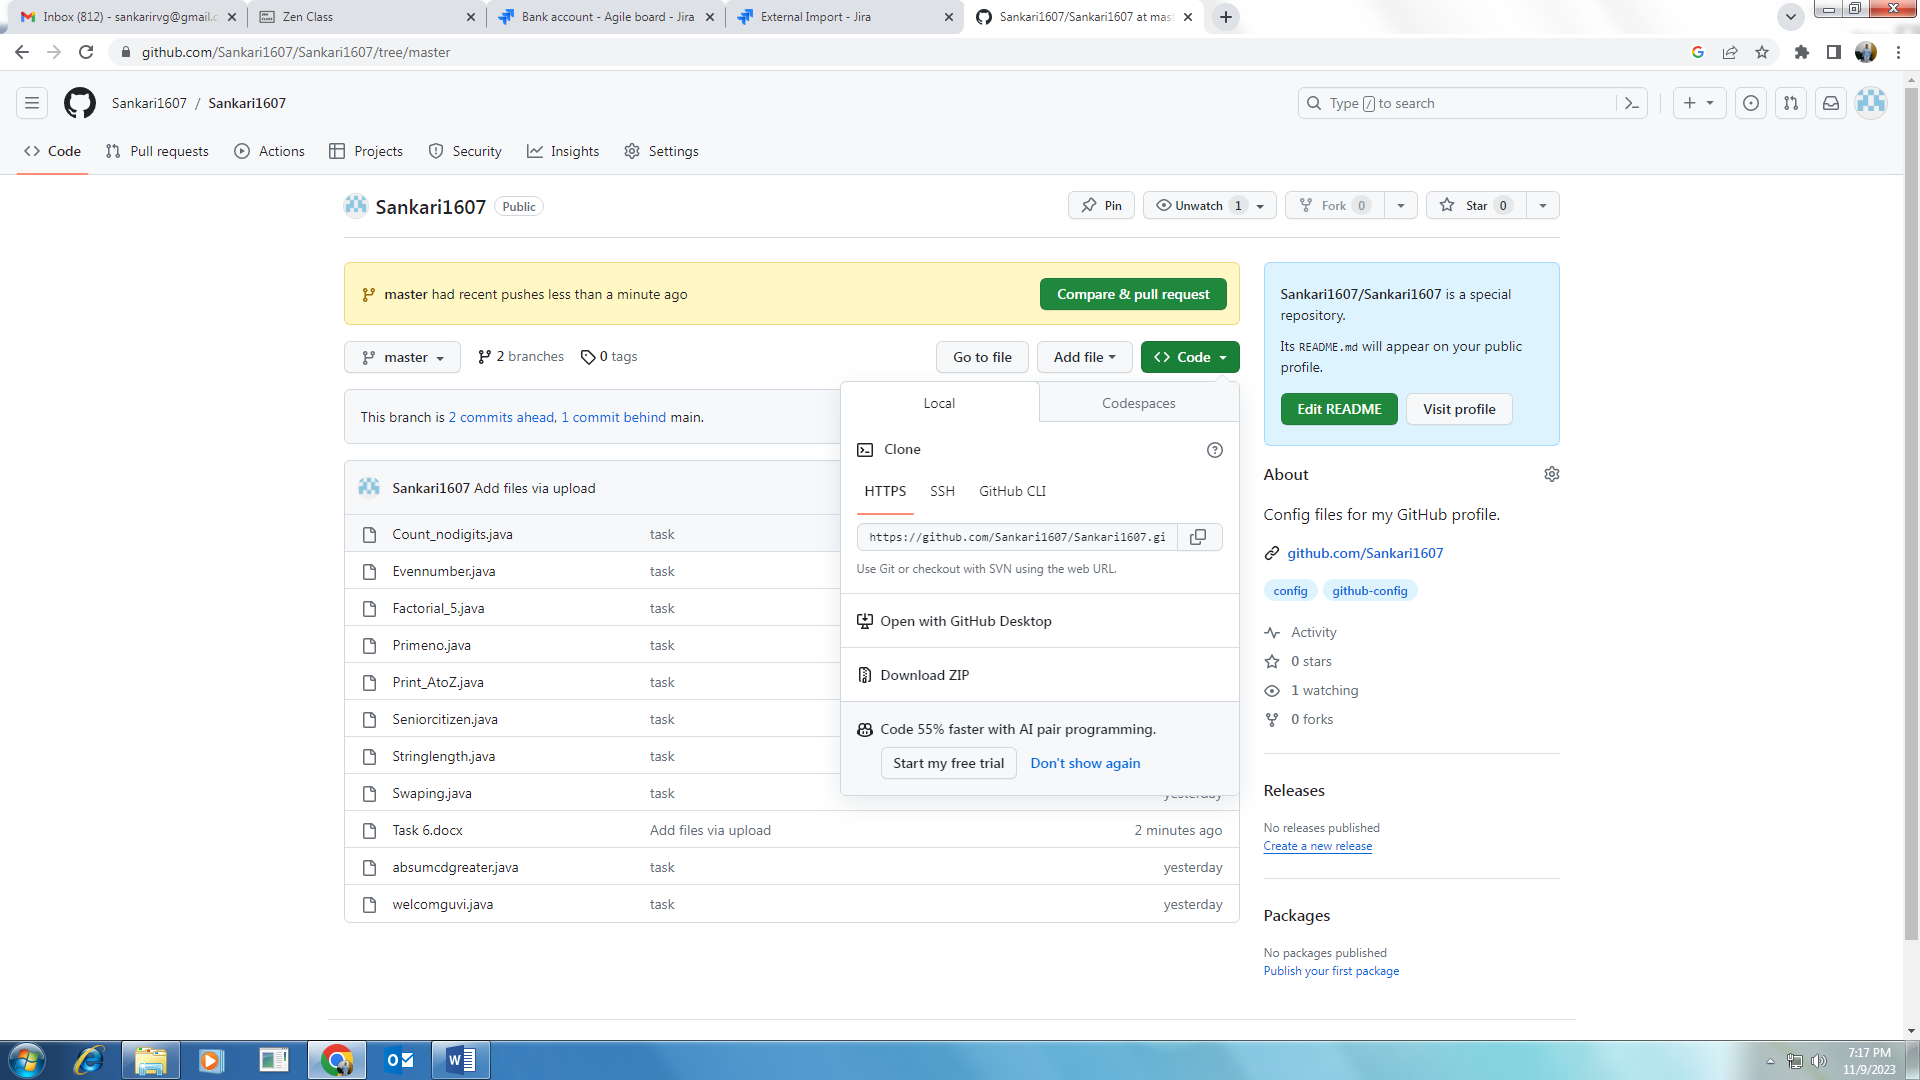 Inbox (812) - sankarirvg@gmail.c
Zen Class
Bank account - Agile board - Jira
External Import - Jira
Sankari1607/Sankari1607 at mast
github.com/Sankari1607/Sankari1607/tree/master
Sankari1607 / Sankari1607
Type / to search
Code
Pull requests
Actions
Projects
Security
Insights
Settings
Sankari1607 Public
Pin
Unwatch 1
Fork 0
Star 0
master had recent pushes less than a minute ago
Compare & pull request
master
2 branches
0 tags
Go to file
Add file
Code
This branch is 2 commits ahead, 1 commit behind main.
Sankari1607 Add files via upload
Count_nodigits.java task
Evennumber.java task
Factorial_5.java task
Primeno.java task
Print_AtoZ.java task
Seniorcitizen.java task
Stringlength.java task
Swaping.java task yesterday
Task 6.docx Add files via upload 2 minutes ago
absumcdgreater.java task yesterday
welcomguvi.java task yesterday
Local
Codespaces
Clone
HTTPS
SSH
GitHub CLI
https://github.com/Sankari1607/Sankari1607.gi
Use Git or checkout with SVN using the web URL.
Open with GitHub Desktop
Download ZIP
Code 55% faster with AI pair programming.
Start my free trial
Don't show again
Sankari1607/Sankari1607 is a special
repository.
Its README.md will appear on your public
profile.
Edit README
Visit profile
About
Config files for my GitHub profile.
github.com/Sankari1607
config
github-config
Activity
0 stars
1 watching
0 forks
Releases
No releases published
Create a new release
Packages
No packages published
Publish your first package
7:17 PM
11/9/2023